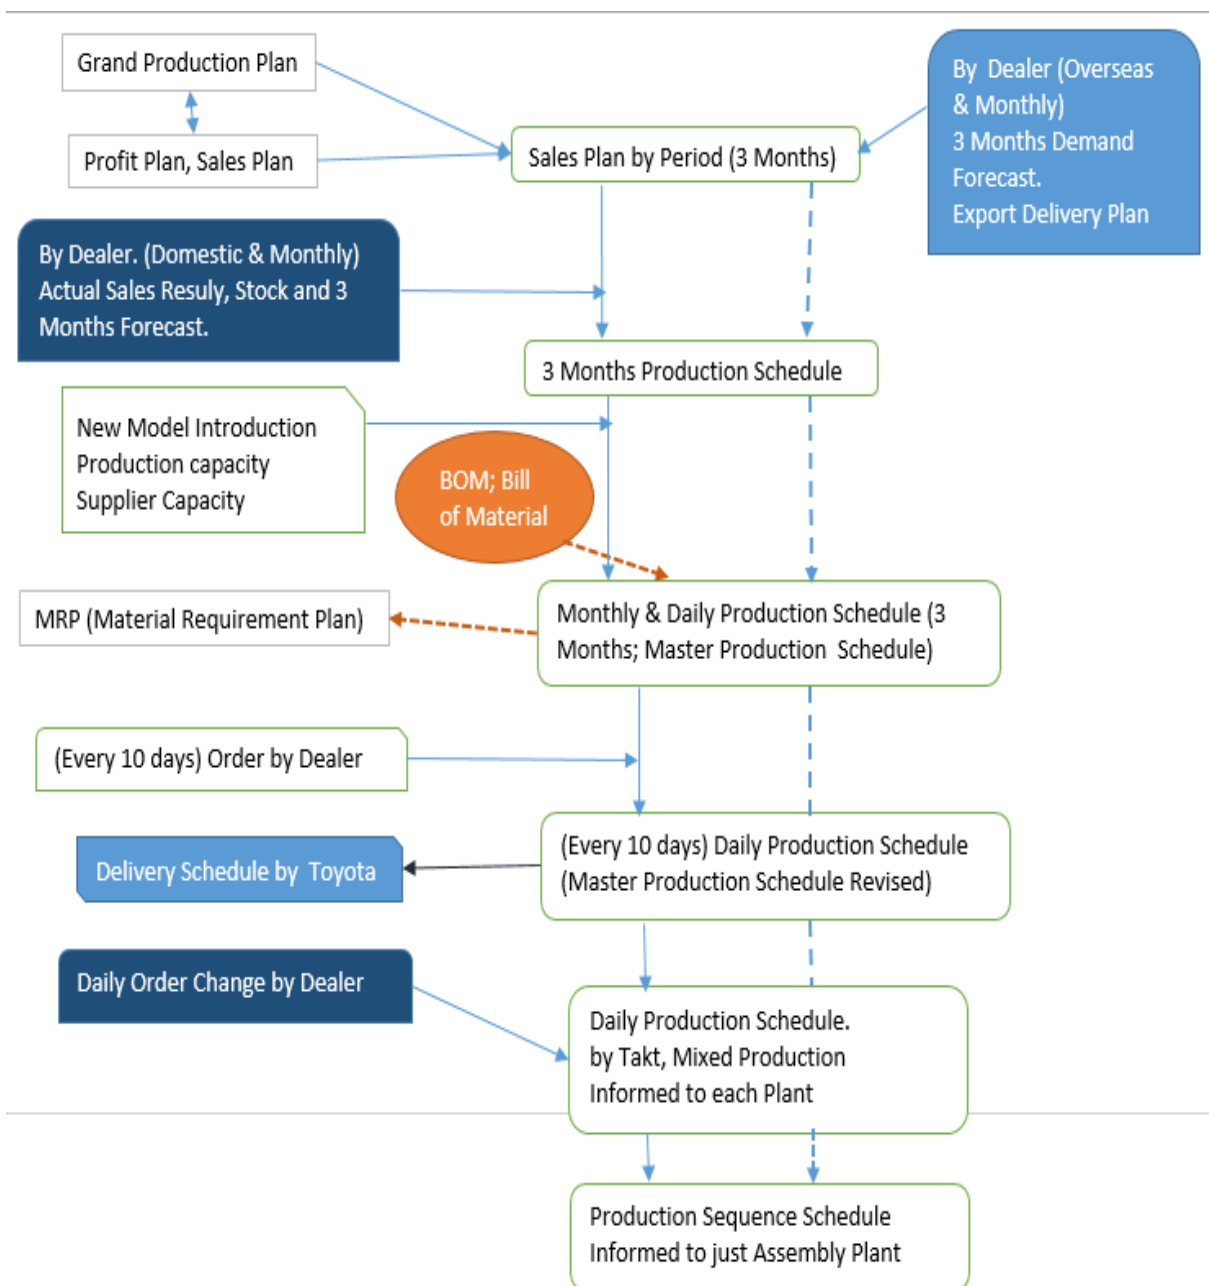 Grand Production Plan
Profit Plan, Sales Plan
By Dealer (Overseas
& Monthly)
3 Months Demand
Forecast.
Export Delivery Plan
Sales Plan by Period (3 Months)
By Dealer. (Domestic & Monthly)
Actual Sales Resuly, Stock and 3
Months Forecast.
3 Months Production Schedule
New Model Introduction
Production capacity
Supplier Capacity
BOM; Bill
of Material
MRP (Material Requirement Plan)
Monthly & Daily Production Schedule (3
Months; Master Production Schedule)
(Every 10 days) Order by Dealer
(Every 10 days) Daily Production Schedule
(Master Production Schedule Revised)
Delivery Schedule by Toyota
Daily Order Change by Dealer
Daily Production Schedule.
by Takt, Mixed Production
Informed to each Plant
Production Sequence Schedule
Informed to just Assembly Plant